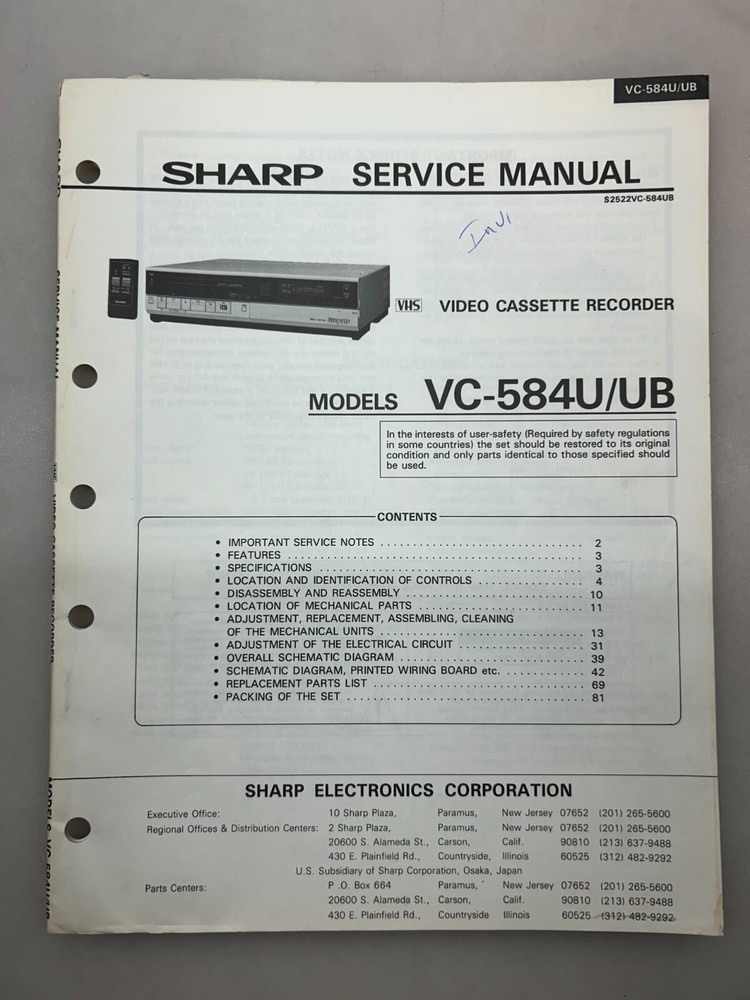 VC-584U/UB
SHARP SERVICE MANUAL
S2522VC-584UB
VHS VIDEO CASSETTE RECORDER
MODELS VC-584U/UB
In the interests of user-safety (Required by safety regulations
in some countries) the set should be restored to its original
condition and only parts identical to those specified should
be used.
CONTENTS
• IMPORTANT SERVICE NOTES . . . . . . . . . . . . . . . . . . . . . . . . . . . . . . 2
• FEATURES . . . . . . . . . . . . . . . . . . . . . . . . . . . . . . . . . . . . . . . . . . . . 3
• SPECIFICATIONS . . . . . . . . . . . . . . . . . . . . . . . . . . . . . . . . . . . . . . . 3
• LOCATION AND IDENTIFICATION OF CONTROLS . . . . . . . . . . . . . . . 4
• DISASSEMBLY AND REASSEMBLY . . . . . . . . . . . . . . . . . . . . . . . . . . 10
• LOCATION OF MECHANICAL PARTS . . . . . . . . . . . . . . . . . . . . . . . . 11
• ADJUSTMENT, REPLACEMENT, ASSEMBLING, CLEANING
OF THE MECHANICAL UNITS . . . . . . . . . . . . . . . . . . . . . . . . . . . . . . 13
• ADJUSTMENT OF THE ELECTRICAL CIRCUIT . . . . . . . . . . . . . . . . . . 31
• OVERALL SCHEMATIC DIAGRAM . . . . . . . . . . . . . . . . . . . . . . . . . . . 39
• SCHEMATIC DIAGRAM, PRINTED WIRING BOARD etc. . . . . . . . . . . . 42
• REPLACEMENT PARTS LIST . . . . . . . . . . . . . . . . . . . . . . . . . . . . . . . 69
• PACKING OF THE SET . . . . . . . . . . . . . . . . . . . . . . . . . . . . . . . . . . . 81
SHARP ELECTRONICS CORPORATION
Executive Office: 10 Sharp Plaza, Paramus, New Jersey 07652 (201) 265-5600
Regional Offices & Distribution Centers: 2 Sharp Plaza, Paramus, New Jersey 07652 (201) 265-5600
20600 S. Alameda St., Carson, Calif. 90810 (213) 637-9488
430 E. Plainfield Rd., Countryside, Illinois 60525 (312) 482-9292
U.S. Subsidiary of Sharp Corporation, Osaka, Japan
Parts Centers: P .O. Box 664 Paramus, New Jersey 07652 (201) 265-5600
20600 S. Alameda St., Carson, Calif. 90810 (213) 637-9488
430 E. Plainfield Rd., Countryside Illinois 60525 (312) 482-9292